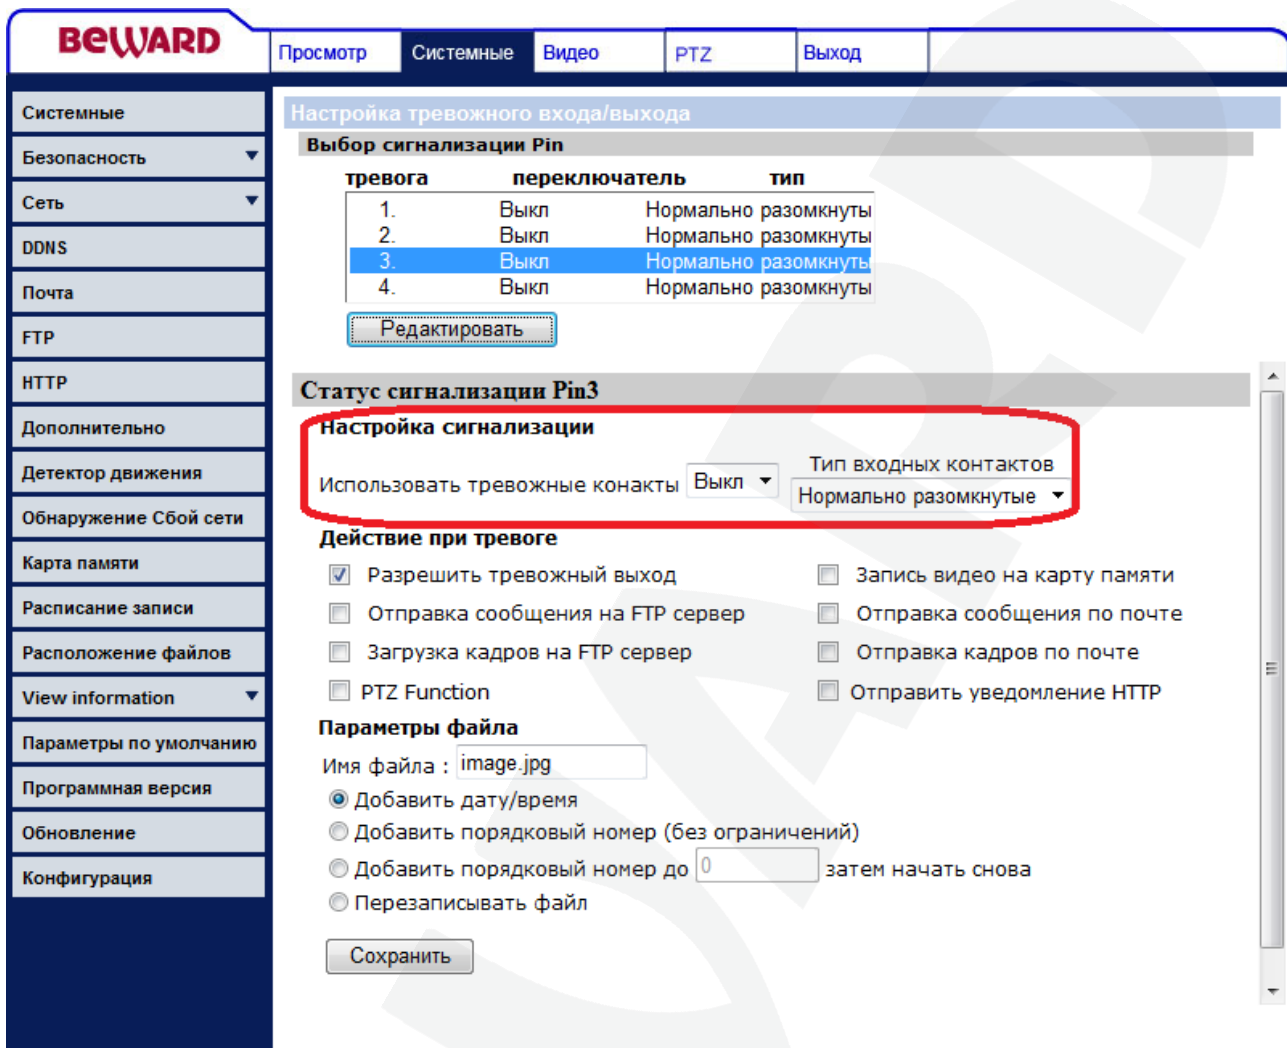 BEWARD
Просмотр Системные Видео PTZ Выход
Системные
Безопасность
Сеть
DDNS
Почта
FTP
HTTP
Дополнительно
Детектор движения
Обнаружение Сбой сети
Карта памяти
Расписание записи
Расположение файлов
View information
Параметры по умолчанию
Программная версия
Обновление
Конфигурация
Настройка тревожного входа/выхода
Выбор сигнализации Pin
тревога переключатель тип
1. Выкл Нормально разомкнуты
2. Выкл Нормально разомкнуты
3. Выкл Нормально разомкнуты
4. Выкл Нормально разомкнуты
Редактировать
Статус сигнализации Pin3
Настройка сигнализации
Тип входных контактов
Использовать тревожные конакты Выкл Нормально разомкнутые
Действие при тревоге
Разрешить тревожный выход Запись видео на карту памяти
Отправка сообщения на FTP сервер Отправка сообщения по почте
Загрузка кадров на FTP сервер Отправка кадров по почте
PTZ Function Отправить уведомление HTTP
Параметры файла
Имя файла : image.jpg
Добавить дату/время
Добавить порядковый номер (без ограничений)
Добавить порядковый номер до 0 затем начать снова
Перезаписывать файл
Сохранить